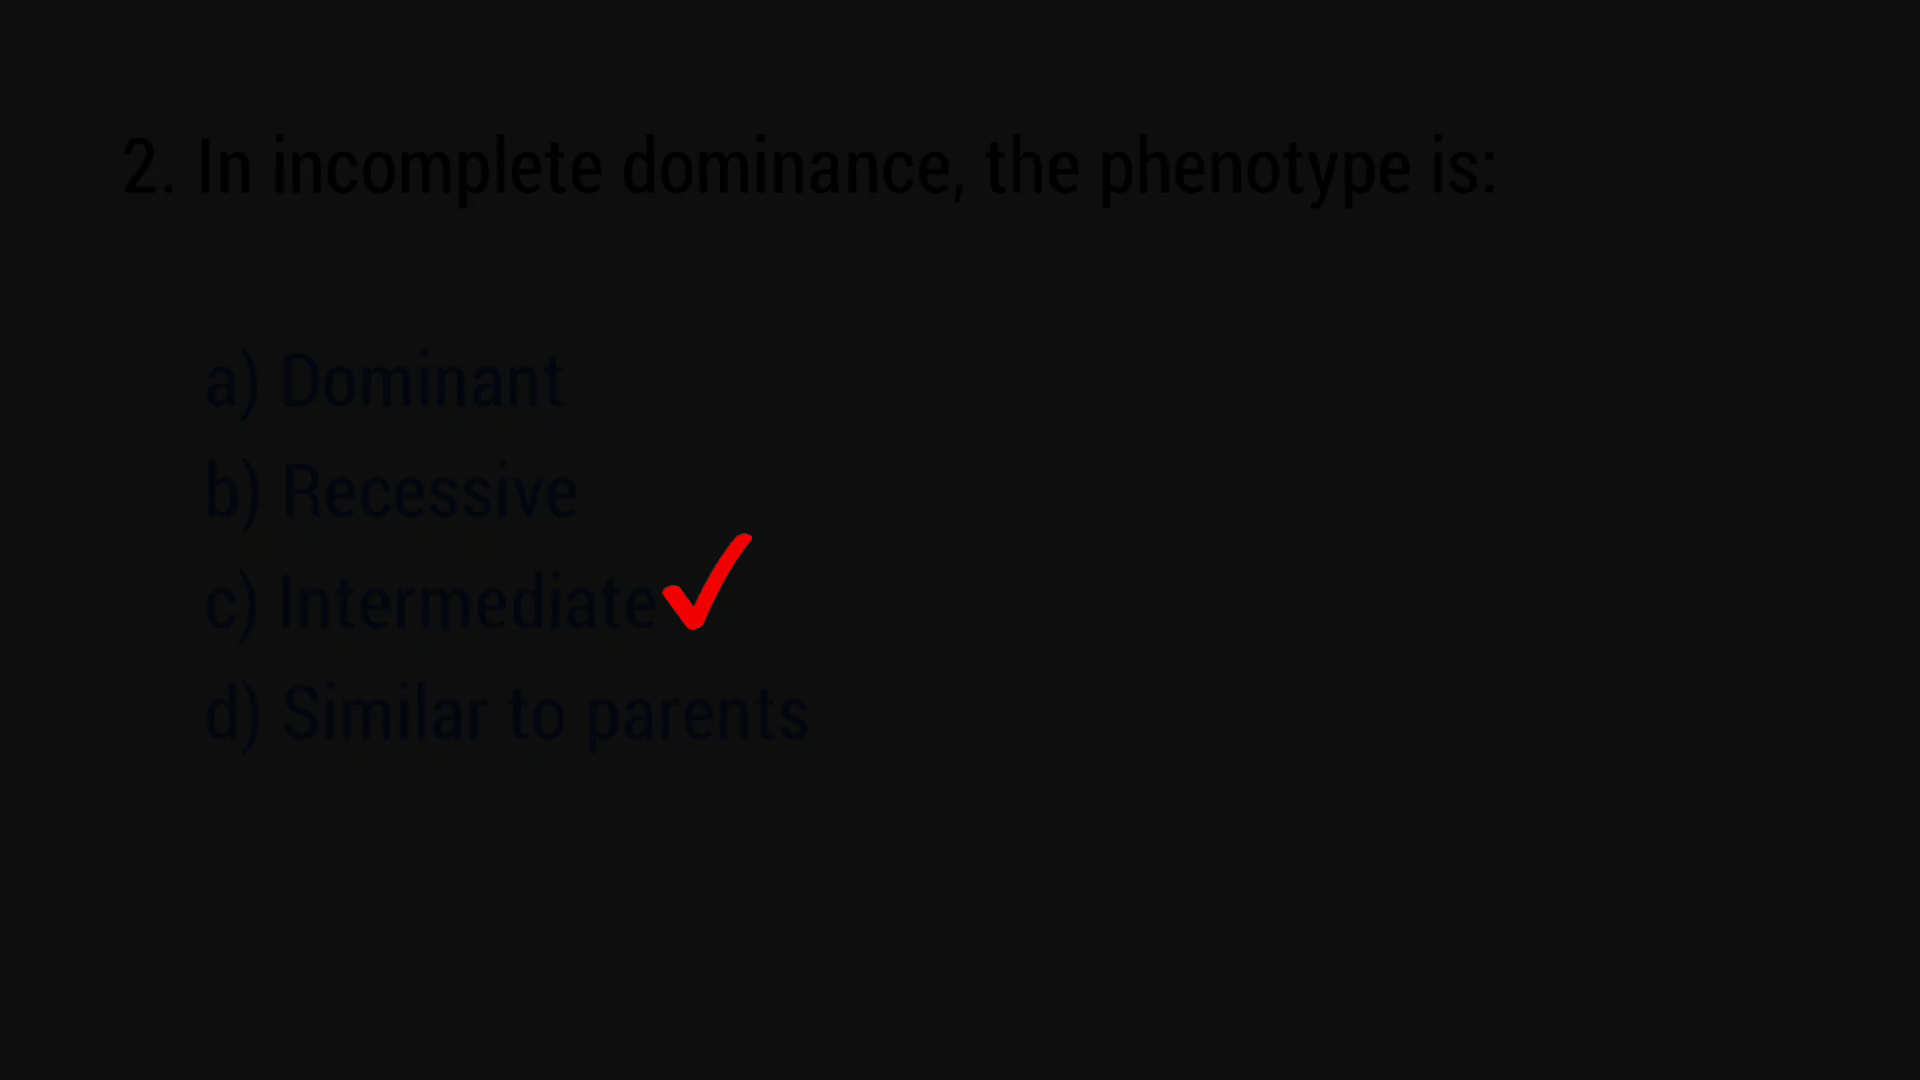 2. In incomplete dominance, the phenotype is:
a) Dominant
b) Recessive
c) Intermediate
d) Similar to parents